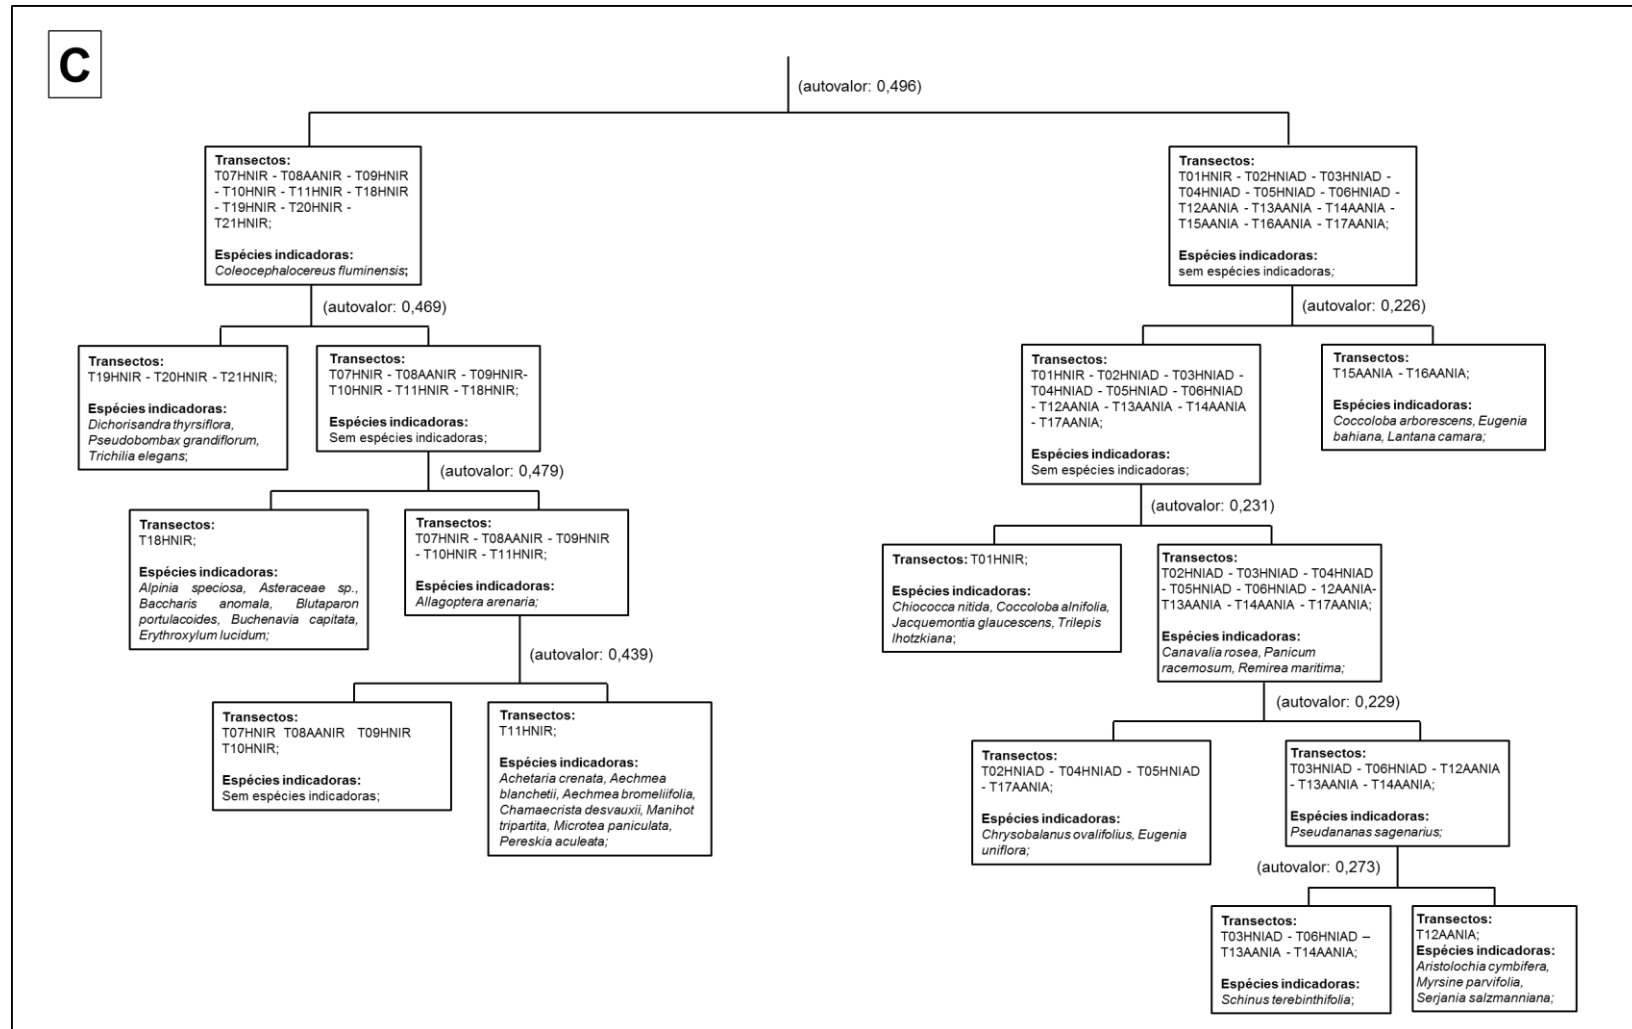 C
(autovalor: 0,496)
Transectos:
T07HNIR - T08AANIR - T09HNIR
- T10HNIR - T11HNIR - T18HNIR
- T19HNIR - T20HNIR -
T21HNIR;
Espécies indicadoras:
Coleocephalocereus fluminensis;
Transectos:
T01HNIR - T02HNIAD - T03HNIAD -
T04HNIAD - T05HNIAD - T06HNIAD -
T12AANIA - T13AANIA - T14AANIA -
T15AANIA - T16AANIA - T17AANIA;
Espécies indicadoras:
sem espécies indicadoras;
(autovalor: 0,469)
(autovalor: 0,226)
Transectos:
T19HNIR - T20HNIR - T21HNIR;
Espécies indicadoras:
Dichorisandra thyrsiflora,
Pseudobombax grandiflorum,
Trichilia elegans;
Transectos:
T07HNIR - T08AANIR - T09HNIR-
T10HNIR - T11HNIR - T18HNIR;
Espécies indicadoras:
Sem espécies indicadoras;
Transectos:
T01HNIR - T02HNIAD - T03HNIAD -
T04HNIAD - T05HNIAD - T06HNIAD
- T12AANIA - T13AANIA - T14AANIA
- T17AANIA;
Espécies indicadoras:
Sem espécies indicadoras;
Transectos:
T15AANIA - T16AANIA;
Espécies indicadoras:
Coccoloba arborescens, Eugenia
bahiana, Lantana camara;
(autovalor: 0,479)
(autovalor: 0,231)
Transectos:
T18HNIR;
Espécies indicadoras:
Alpinia speciosa, Asteraceae sp.,
Baccharis anomala, Blutaparon
portulacoides, Buchenavia capitata,
Erythroxylum lucidum;
Transectos:
T07HNIR - T08AANIR - T09HNIR
- T10HNIR - T11HNIR;
Espécies indicadoras:
Allagoptera arenaria;
Transectos: T01HNIR;
Espécies indicadoras:
Chiococca nitida, Coccoloba alnifolia,
Jacquemontia glaucescens, Trilepis
lhotzkiana;
Transectos:
T02HNIAD - T03HNIAD - T04HNIAD
- T05HNIAD - T06HNIAD - 12AANIA-
T13AANIA - T14AANIA - T17AANIA;
Espécies indicadoras:
Canavalia rosea, Panicum
racemosum, Remirea maritima;
(autovalor: 0,439)
(autovalor: 0,229)
Transectos:
T07HNIR T08AANIR T09HNIR
T10HNIR;
Espécies indicadoras:
Sem espécies indicadoras;
Transectos:
T11HNIR;
Espécies indicadoras:
Achetaria crenata, Aechmea
blanchetii, Aechmea bromeliifolia,
Chamaecrista desvauxii, Manihot
tripartita, Microtea paniculata,
Pereskia aculeata;
Transectos:
T02HNIAD - T04HNIAD - T05HNIAD
- T17AANIA;
Espécies indicadoras:
Chrysobalanus ovalifolius, Eugenia
uniflora;
Transectos:
T03HNIAD - T06HNIAD - T12AANIA
- T13AANIA - T14AANIA;
Espécies indicadoras:
Pseudananas sagenarius;
(autovalor: 0,273)
Transectos:
T03HNIAD - T06HNIAD –
T13AANIA - T14AANIA;
Espécies indicadoras:
Schinus terebinthifolia;
Transectos:
T12AANIA;
Espécies indicadoras:
Aristolochia cymbifera,
Myrsine parvifolia,
Serjania salzmanniana;